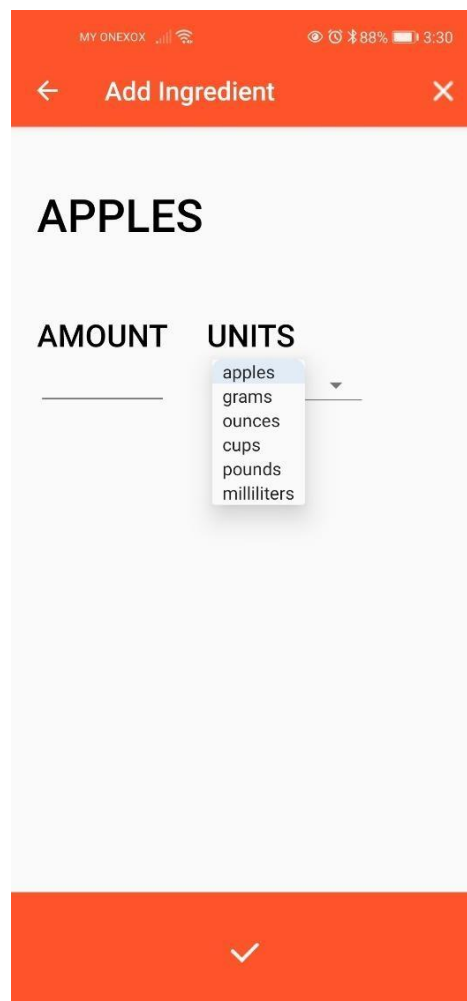 MY ONEXOX 88% 3:30
Add Ingredient
APPLES
AMOUNT UNITS
apples
grams
ounces
cups
pounds
milliliters